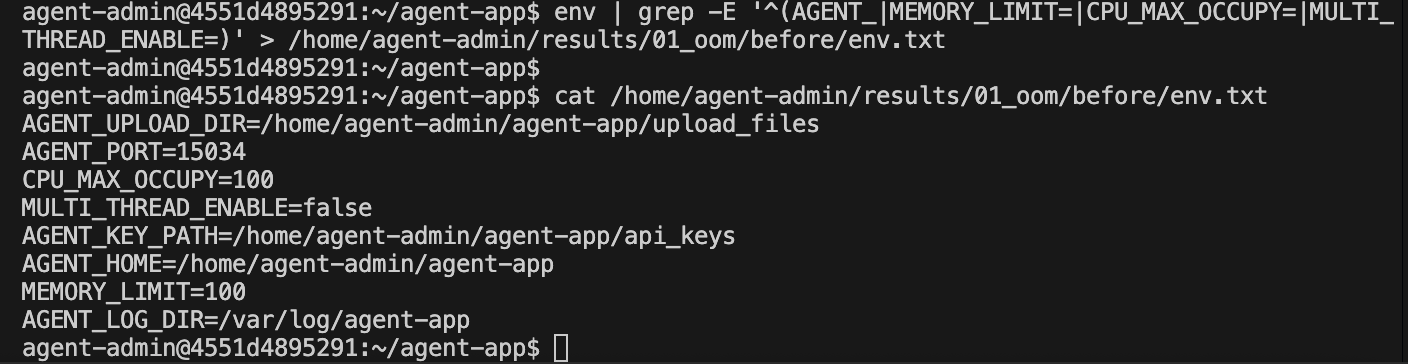 agent-admin@4551d4895291:~/agent-app$ env | grep -E '^(AGENT_|MEMORY_LIMIT=|CPU_MAX_OCCUPY=|MULTI_
THREAD_ENABLE=)' > /home/agent-admin/results/01_oom/before/env.txt
agent-admin@4551d4895291:~/agent-app$
agent-admin@4551d4895291:~/agent-app$ cat /home/agent-admin/results/01_oom/before/env.txt
AGENT_UPLOAD_DIR=/home/agent-admin/agent-app/upload_files
AGENT_PORT=15034
CPU_MAX_OCCUPY=100
MULTI_THREAD_ENABLE=false
AGENT_KEY_PATH=/home/agent-admin/agent-app/api_keys
AGENT_HOME=/home/agent-admin/agent-app
MEMORY_LIMIT=100
AGENT_LOG_DIR=/var/log/agent-app
agent-admin@4551d4895291:~/agent-app$